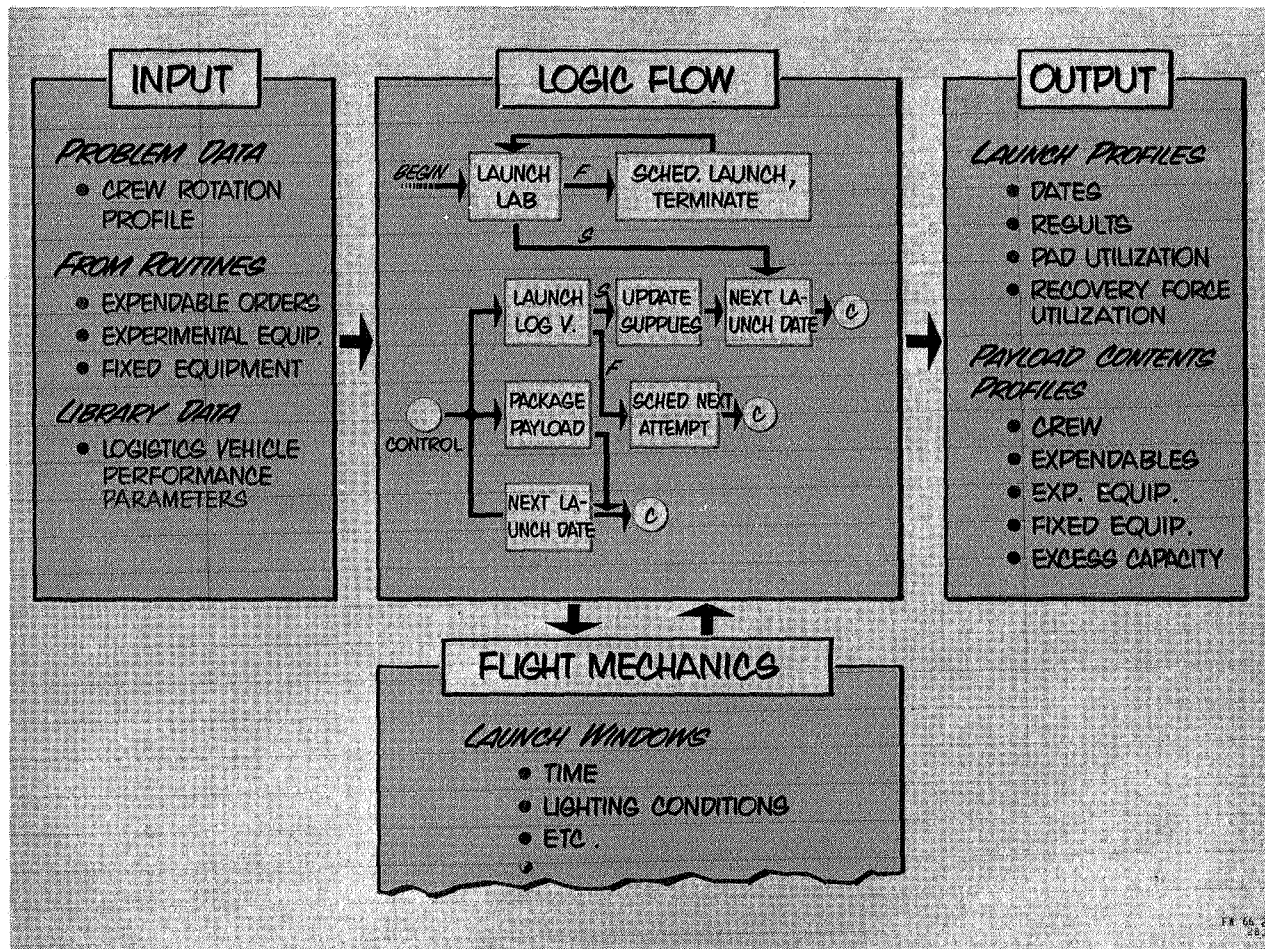 INPUT
PROBLEM DATA
• CREW ROTATION
PROFILE
FROM ROUTINES
• EXPENDABLE ORDERS
• EXPERIMENTAL EQUIP.
• FIXED EQUIPMENT
LIBRARY DATA
• LOGISTICS VEHICLE
PERFORMANCE
PARAMETERS
LOGIC FLOW
BEGIN
LAUNCH
LAB
F
SCHED. LAUNCH,
TERMINATE
S
LAUNCH
LOG V.
S
UPDATE
SUPPLIES
NEXT LA-
UNCH DATE
C
F
CONTROL
PACKAGE
PAYLOAD
SCHED. NEXT
ATTEMPT
C
NEXT LA-
UNCH DATE
C
OUTPUT
LAUNCH PROFILES
• DATES
• RESULTS
• PAD UTILIZATION
• RECOVERY FORCE
UTILIZATION
PAYLOAD CONTENTS
PROFILES
• CREW
• EXPENDABLES
• EXP. EQUIP.
• FIXED EQUIP.
• EXCESS CAPACITY
FLIGHT MECHANICS
LAUNCH WINDOWS
• TIME
• LIGHTING CONDITIONS
• ETC.